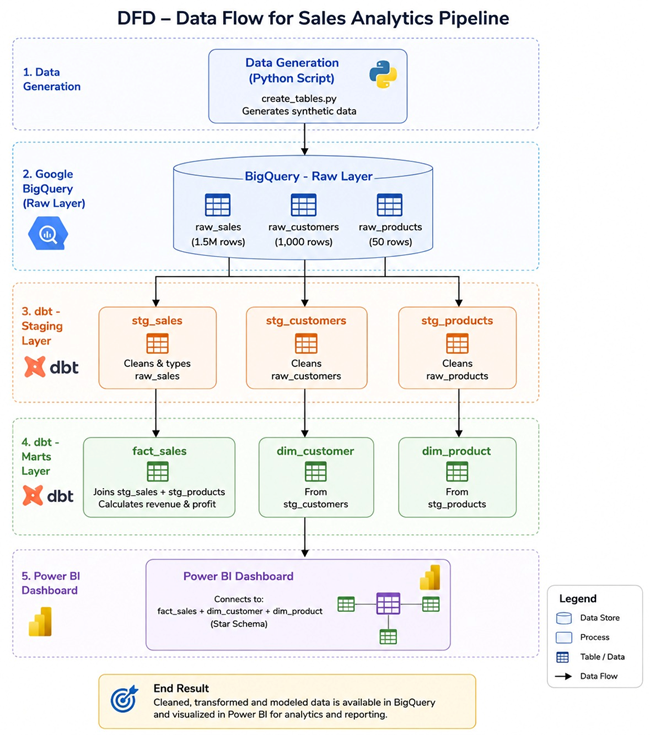 DFD – Data Flow for Sales Analytics Pipeline
1. Data
Generation
Data Generation
(Python Script)
create_tables.py
Generates synthetic data
2. Google
BigQuery
(Raw Layer)
BigQuery - Raw Layer
raw_sales
(1.5M rows)
raw_customers
(1,000 rows)
raw_products
(50 rows)
3. dbt -
Staging
Layer
dbt
stg_sales
Cleans & types
raw_sales
stg_customers
Cleans
raw_customers
stg_products
Cleans
raw_products
4. dbt -
Marts
Layer
dbt
fact_sales
Joins stg_sales + stg_products
Calculates revenue & profit
dim_customer
From
stg_customers
dim_product
From
stg_products
5. Power BI
Dashboard
Power BI Dashboard
Connects to:
fact_sales + dim_customer + dim_product
(Star Schema)
Legend
Data Store
Process
Table / Data
Data Flow
End Result
Cleaned, transformed and modeled data is available in BigQuery
and visualized in Power BI for analytics and reporting.